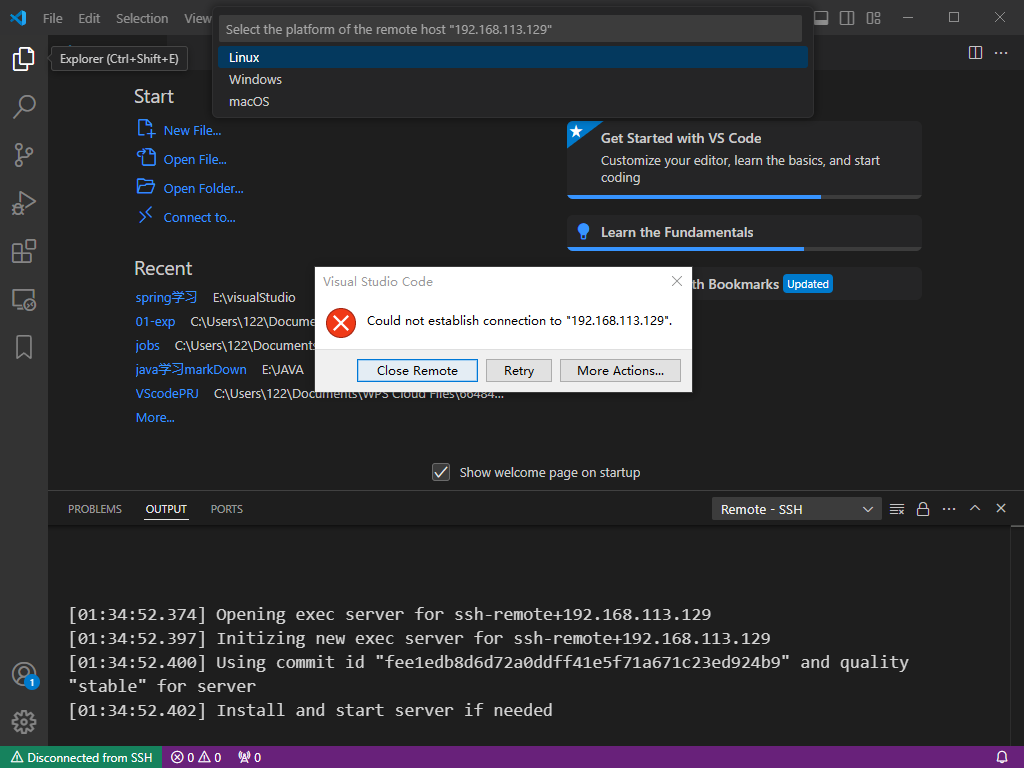 File Edit Selection View
Select the platform of the remote host "192.168.113.129"
Linux
Windows
macOS
Explorer (Ctrl+Shift+E)
Start
New File...
Open File...
Open Folder...
Connect to...
Recent
spring学习 E:\visualStudio
01-exp C:\Users\122\Docume
jobs C:\Users\122\Documents
java学习markDown E:\JAVA
VScodePRJ C:\Users\122\Documents\WPS Cloud Files\66484...
More...
Get Started with VS Code
Customize your editor, learn the basics, and start
coding
Learn the Fundamentals
th Bookmarks Updated
Visual Studio Code
Could not establish connection to "192.168.113.129".
Close Remote Retry More Actions...
Show welcome page on startup
PROBLEMS OUTPUT PORTS Remote - SSH
[01:34:52.374] Opening exec server for ssh-remote+192.168.113.129
[01:34:52.397] Initizing new exec server for ssh-remote+192.168.113.129
[01:34:52.400] Using commit id "fee1edb8d6d72a0ddff41e5f71a671c23ed924b9" and quality
"stable" for server
[01:34:52.402] Install and start server if needed
1
Disconnected from SSH 0 0 0